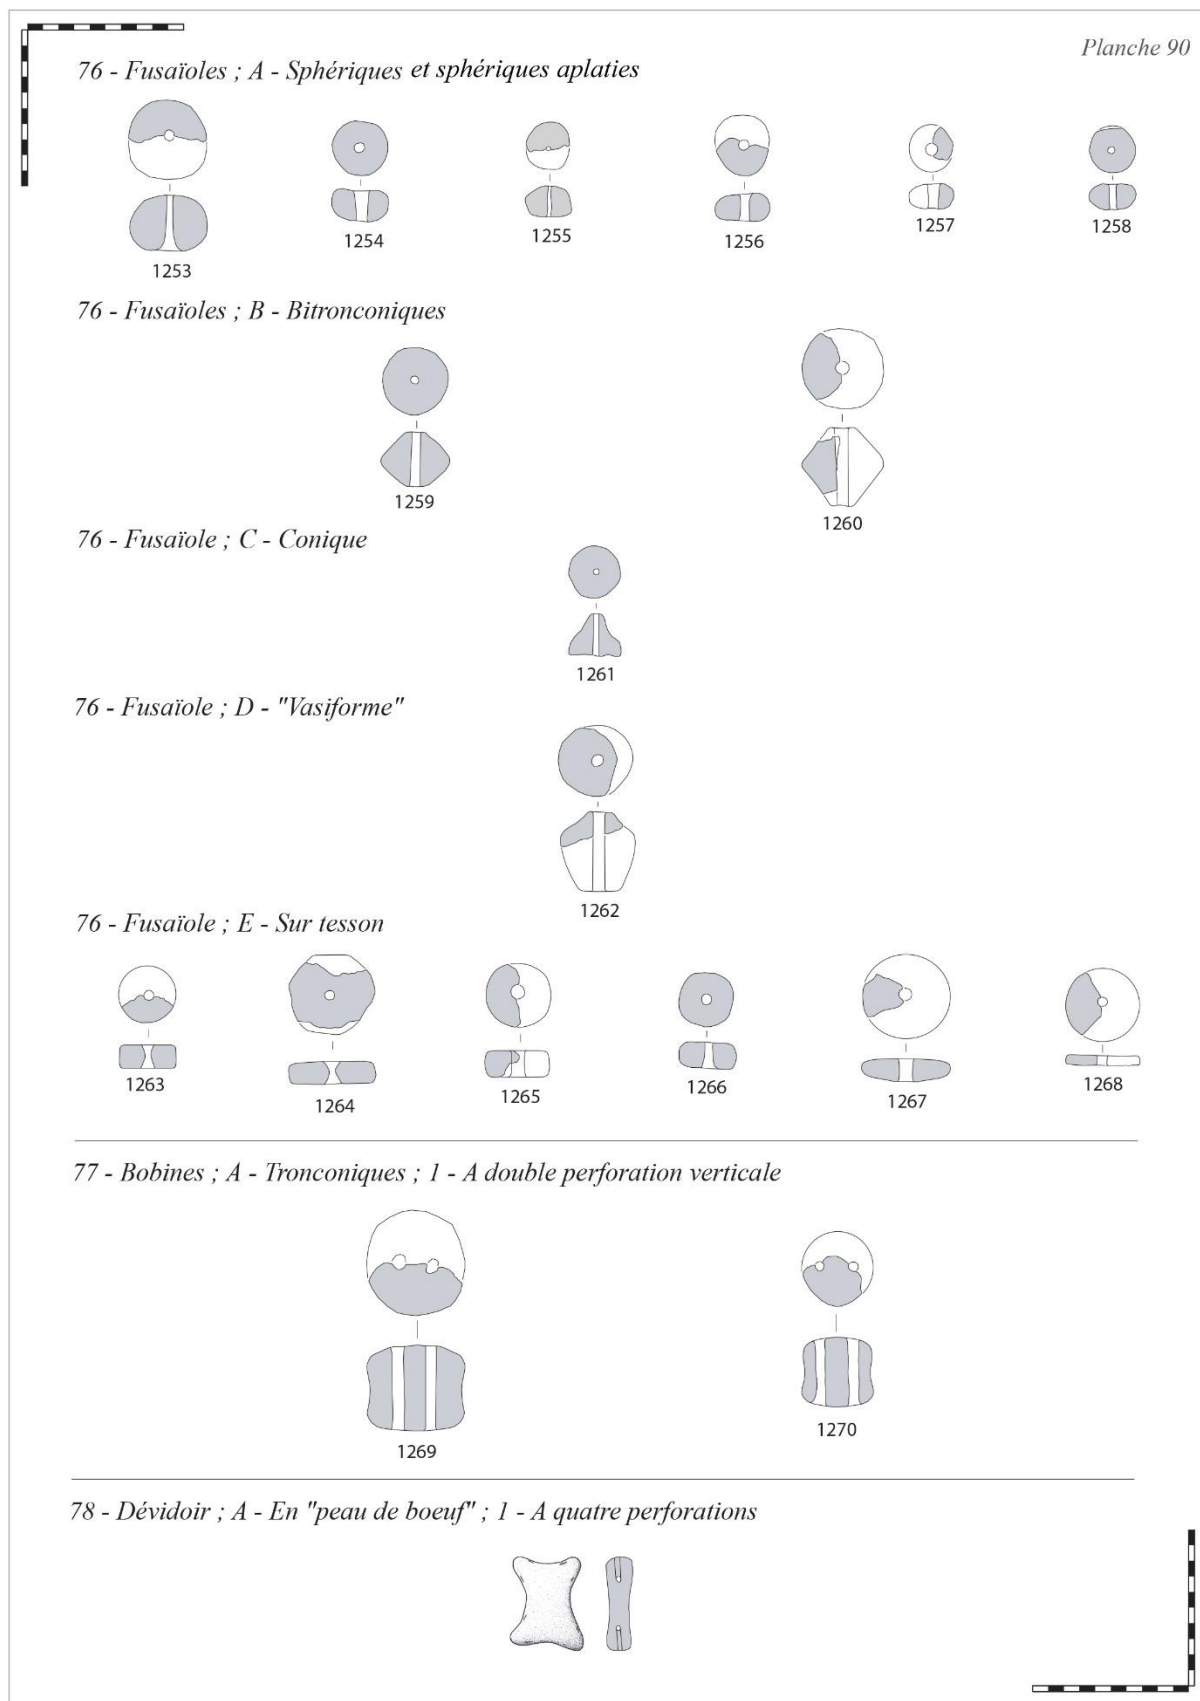 Planche 90
76 - Fusaïoles ; A - Sphériques et sphériques aplaties
1253
1254
1255
1256
1257
1258
76 - Fusaïoles ; B - Bitronconiques
1259
1260
76 - Fusaïole ; C - Conique
1261
76 - Fusaïole ; D - "Vasiforme"
1262
76 - Fusaïole ; E - Sur tesson
1263
1264
1265
1266
1267
1268
77 - Bobines ; A - Tronconiques ; 1 - A double perforation verticale
1269
1270
78 - Dévidoir ; A - En "peau de boeuf" ; 1 - A quatre perforations